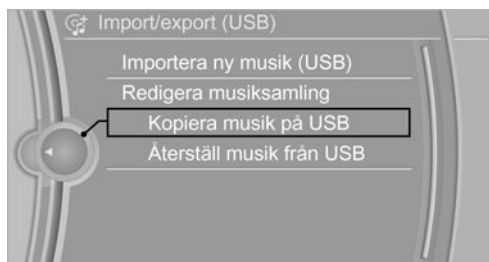 Import/export (USB)
Importera ny musik (USB)
Redigera musiksamling
Kopiera musik på USB
Återställ musik från USB